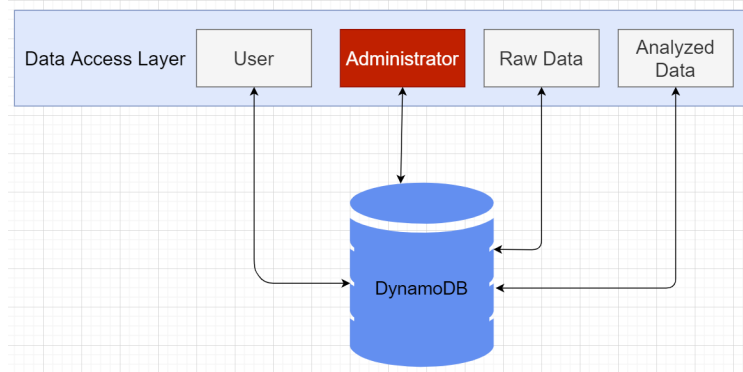 Data Access Layer
User
Administrator
Raw Data
Analyzed
Data
DynamoDB